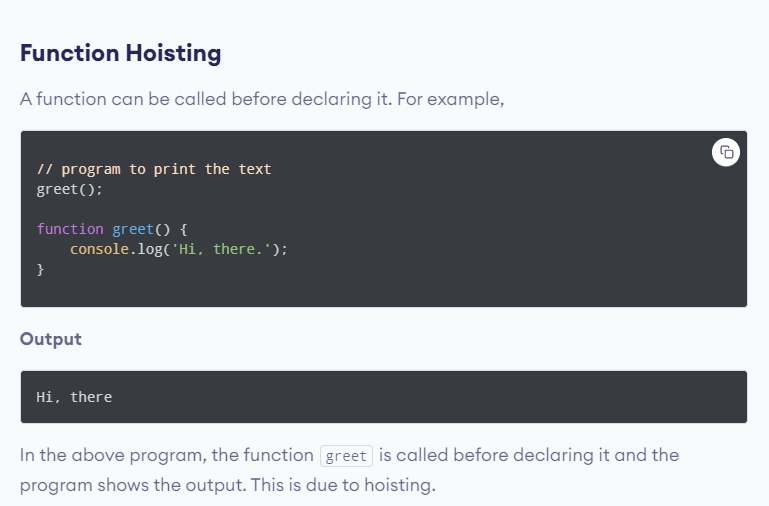 Function Hoisting
A function can be called before declaring it. For example,
// program to print the text
greet();
function greet() {
    console.log('Hi, there.');
}
Output
Hi, there
In the above program, the function greet is called before declaring it and the
program shows the output. This is due to hoisting.